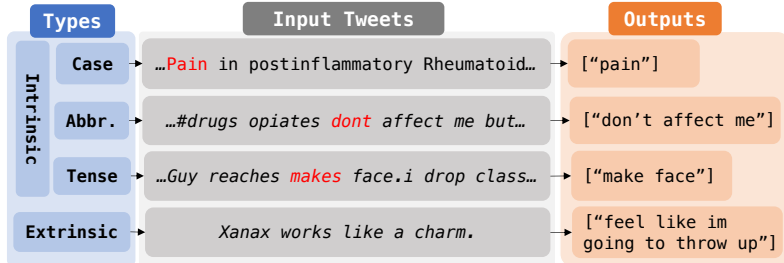 Types
Input Tweets
Outputs
Intrinsic
Case
…Pain in postinflammatory Rheumatoid…
["pain"]
Abbr.
…#drugs opiates dont affect me but…
["don’t affect me"]
Tense
…Guy reaches makes face.i drop class…
["make face"]
Extrinsic
Xanax works like a charm.
["feel like im
going to throw up"]